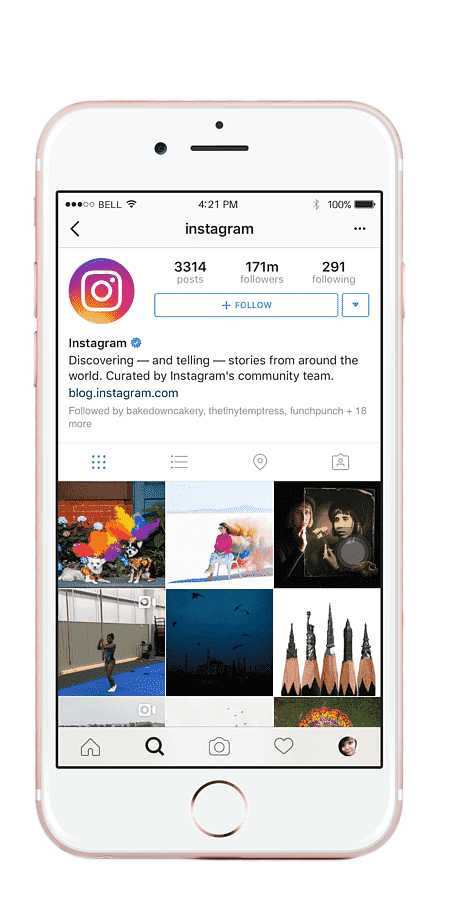 BELL 4:21 PM 100%
instagram
3314 171m 291
posts followers following
+ FOLLOW
Instagram
Discovering — and telling — stories from around the
world. Curated by Instagram's community team.
blog.instagram.com
Followed by bakedowncakery, thetinytemptress, funchpunch + 18
more